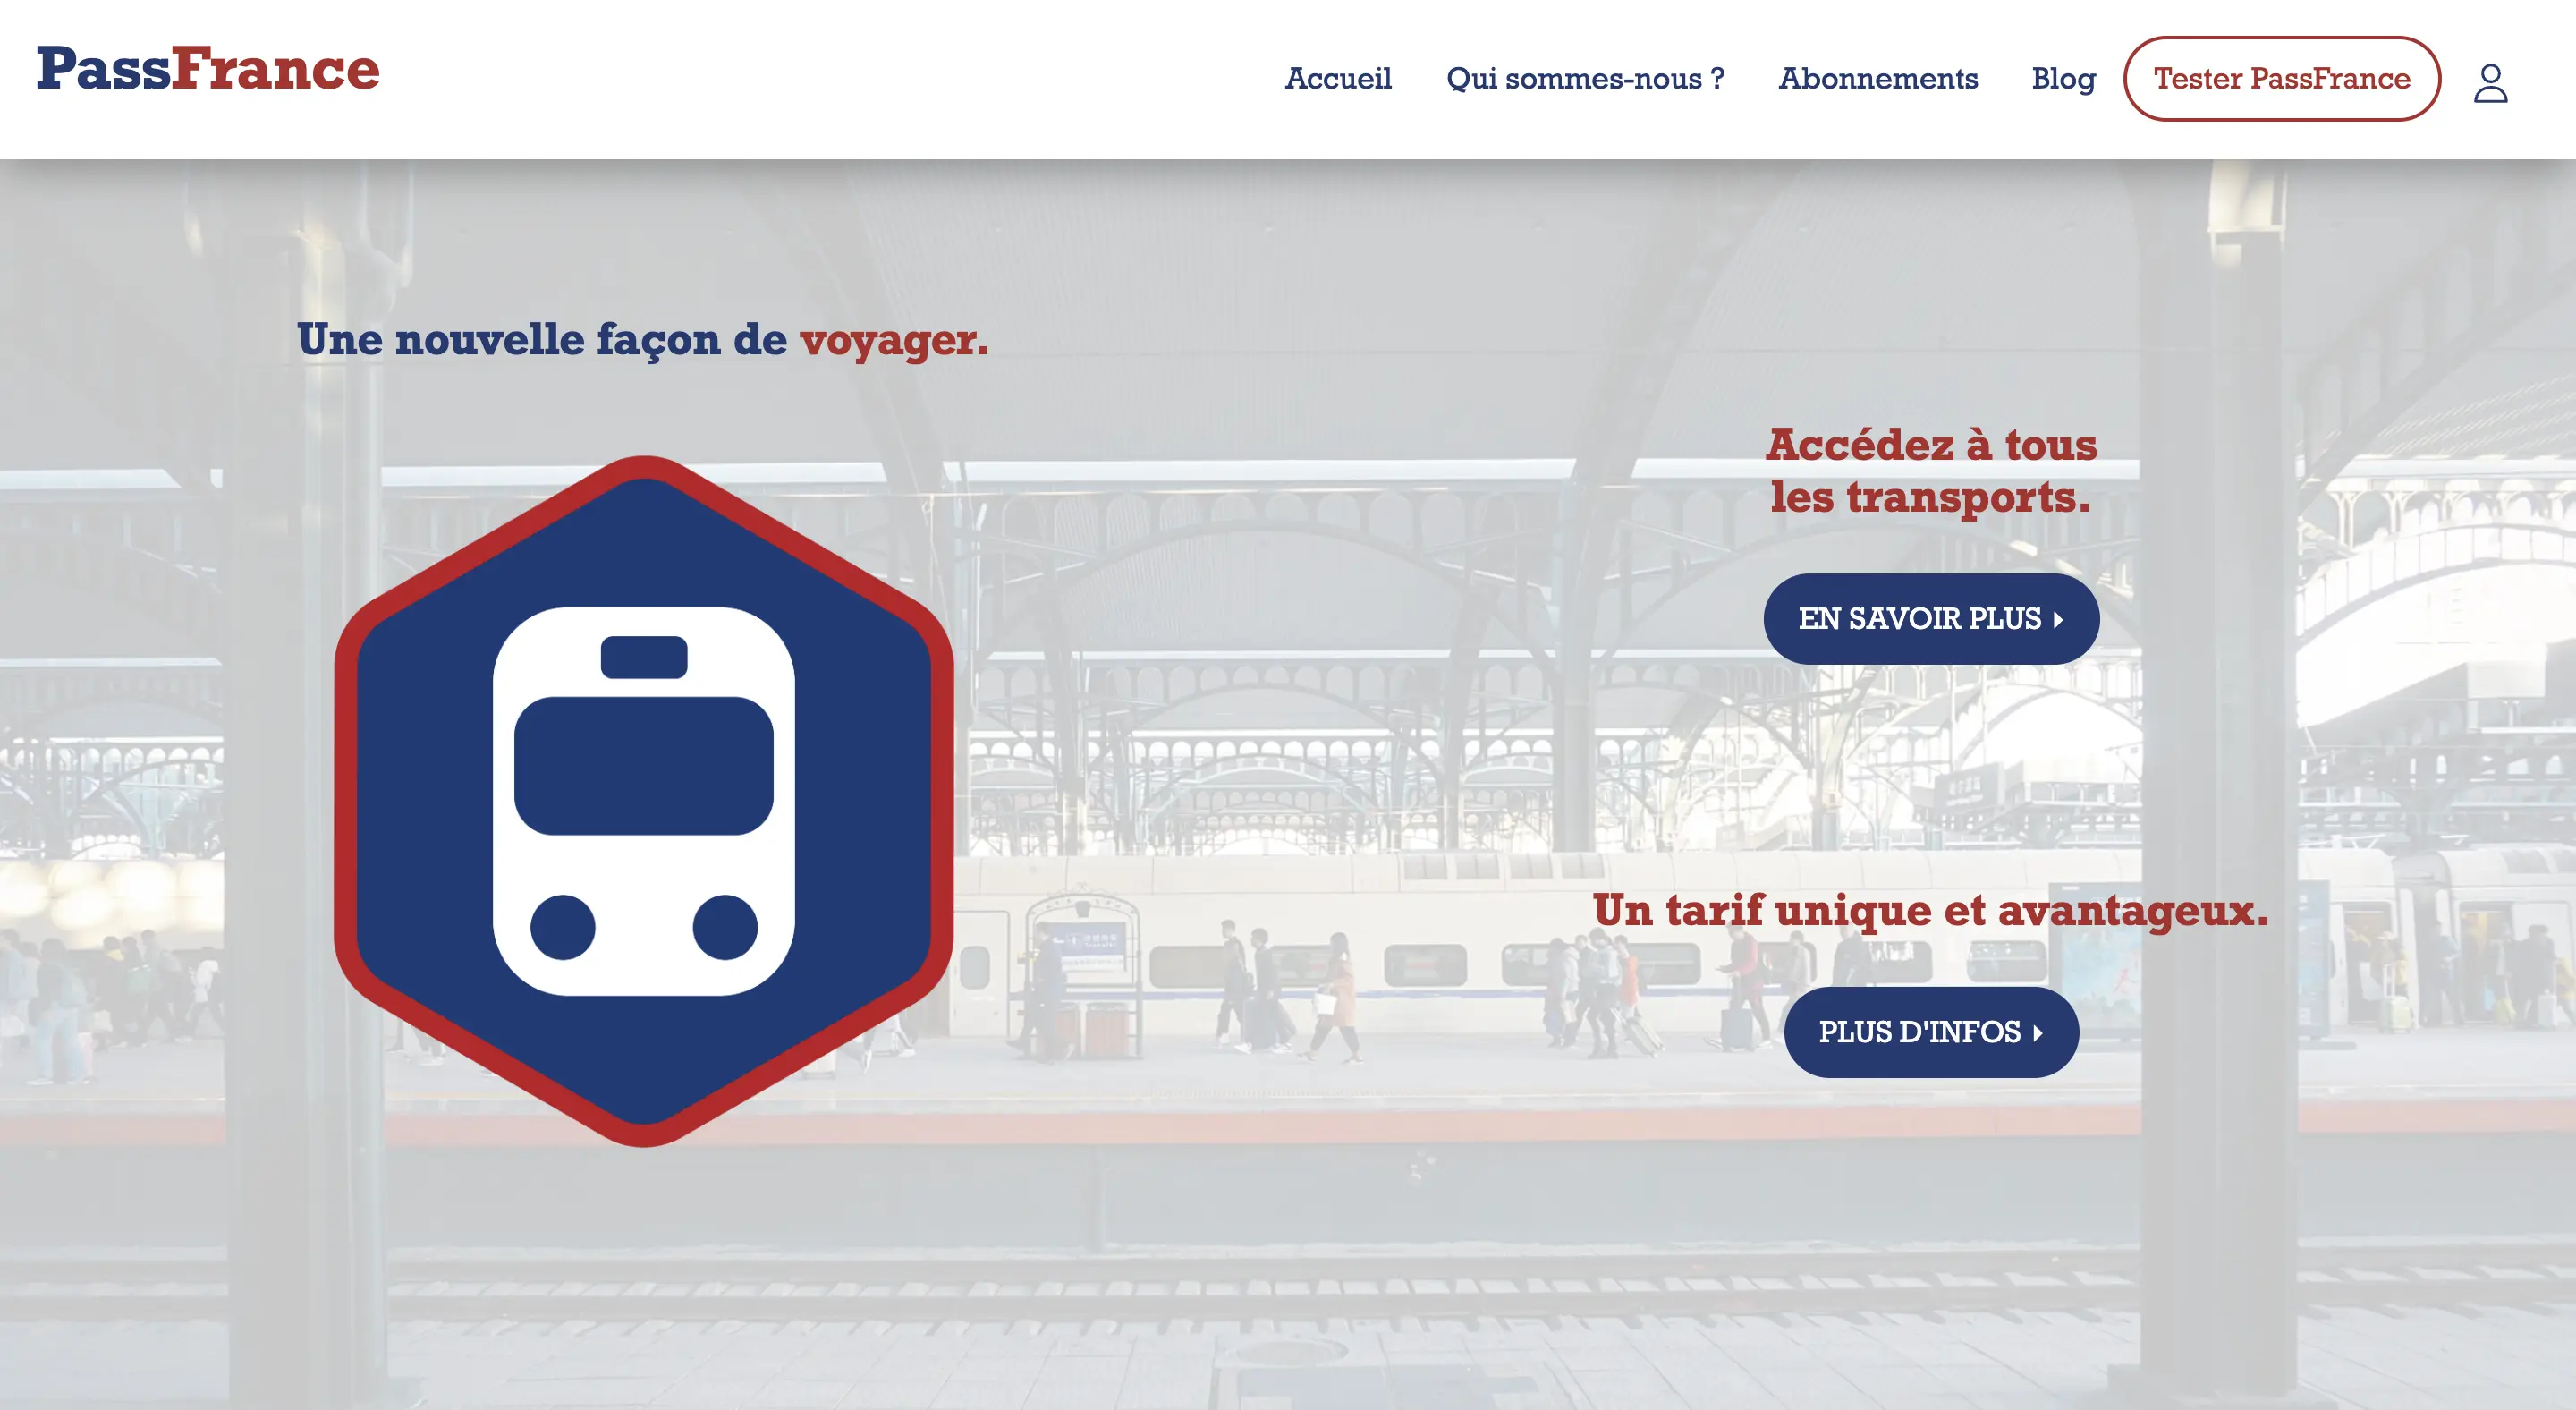 PassFrance
Accueil
Qui sommes-nous ?
Abonnements
Blog
Tester PassFrance
Une nouvelle façon de voyager.
Accédez à tous
les transports.
EN SAVOIR PLUS
Un tarif unique et avantageux.
PLUS D'INFOS